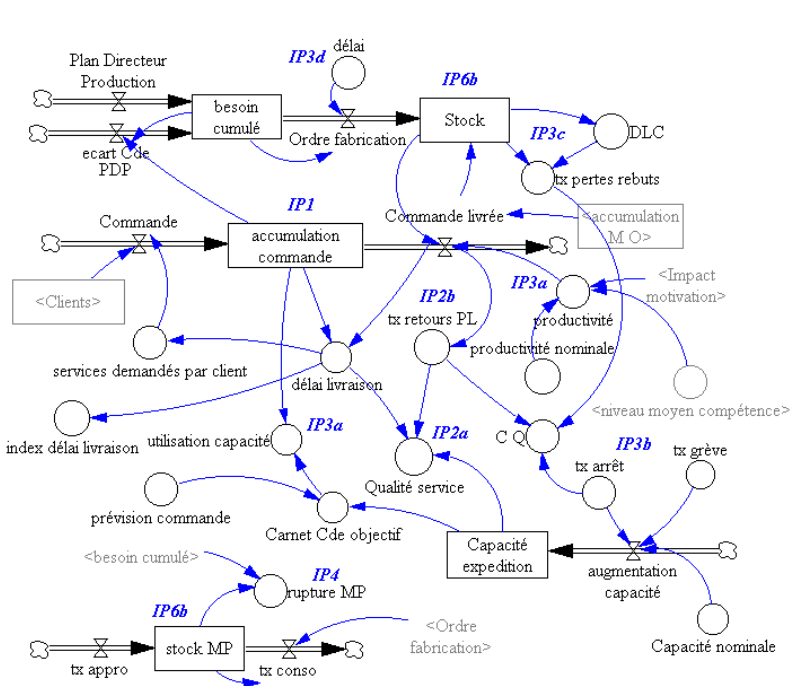 Plan Directeur
Production
IP3d
délai
IP6b
besoin
cumulé
Stock
IP3c
DLC
ecart Cde
PDP
Ordre fabrication
tx pertes rebuts
IP1
Commande
Commande livrée
<accumulation
M O>
accumulation
commande
<Clients>
IP2b
tx retours PL
IP3a
<Impact
motivation>
productivité
productivité nominale
services demandés par client
délai livraison
<niveau moyen compétence>
index délai livraison
utilisation capacité
IP3a
IP2a
C Q
IP3b
tx arrêt
tx grève
Qualité service
prévision commande
Carnet Cde objectif
Capacité
expedition
augmentation
capacité
<besoin cumulé>
IP4
rupture MP
IP6b
<Ordre
fabrication>
Capacité nominale
stock MP
tx appro
tx conso